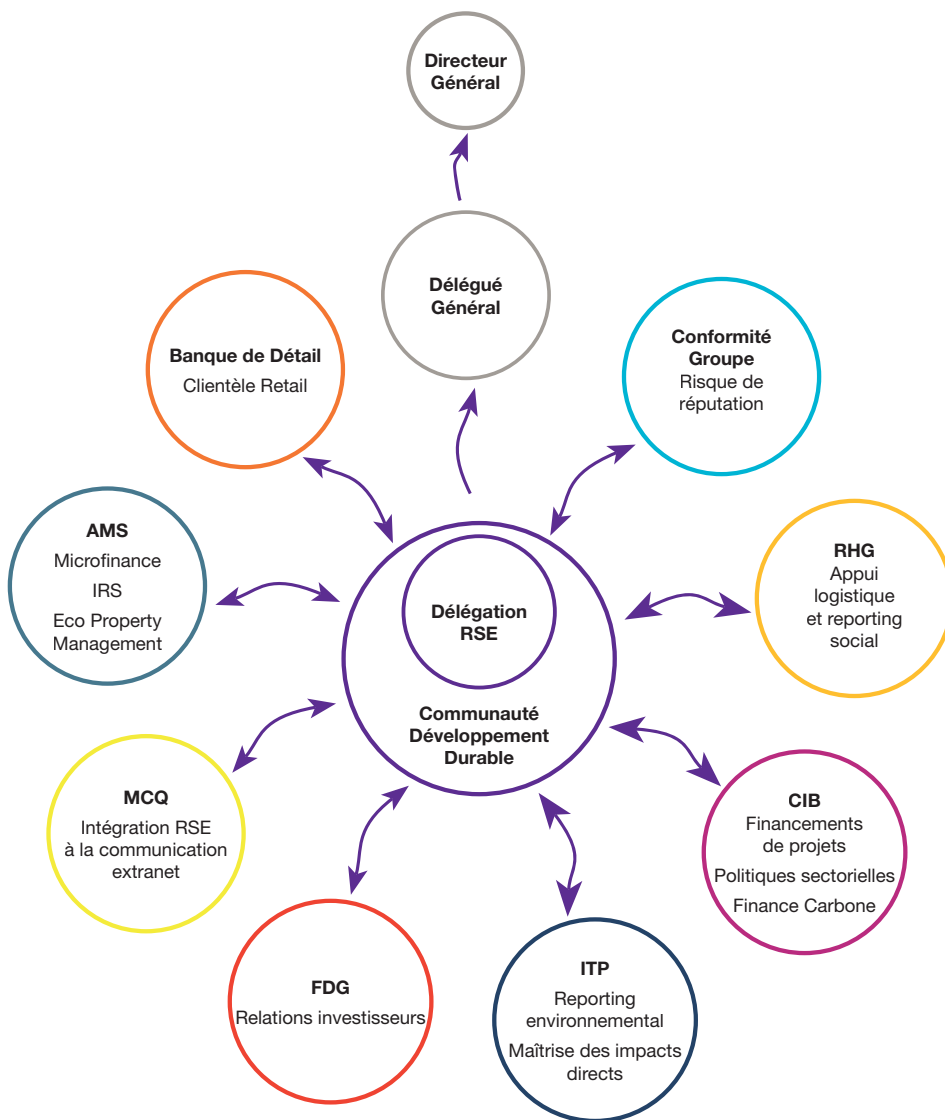 Directeur
Général
Délégué
Général
Banque de Détail
Clientèle Retail
Conformité
Groupe
Risque de
réputation
AMS
Microfinance
IRS
Eco Property
Management
Délégation
RSE
Communauté
Développement
Durable
RHG
Appui
logistique
et reporting
social
MCQ
Intégration RSE
à la communication
extranet
CIB
Financements
de projets
Politiques sectorielles
Finance Carbone
FDG
Relations investisseurs
ITP
Reporting
environnemental
Maîtrise des impacts
directs